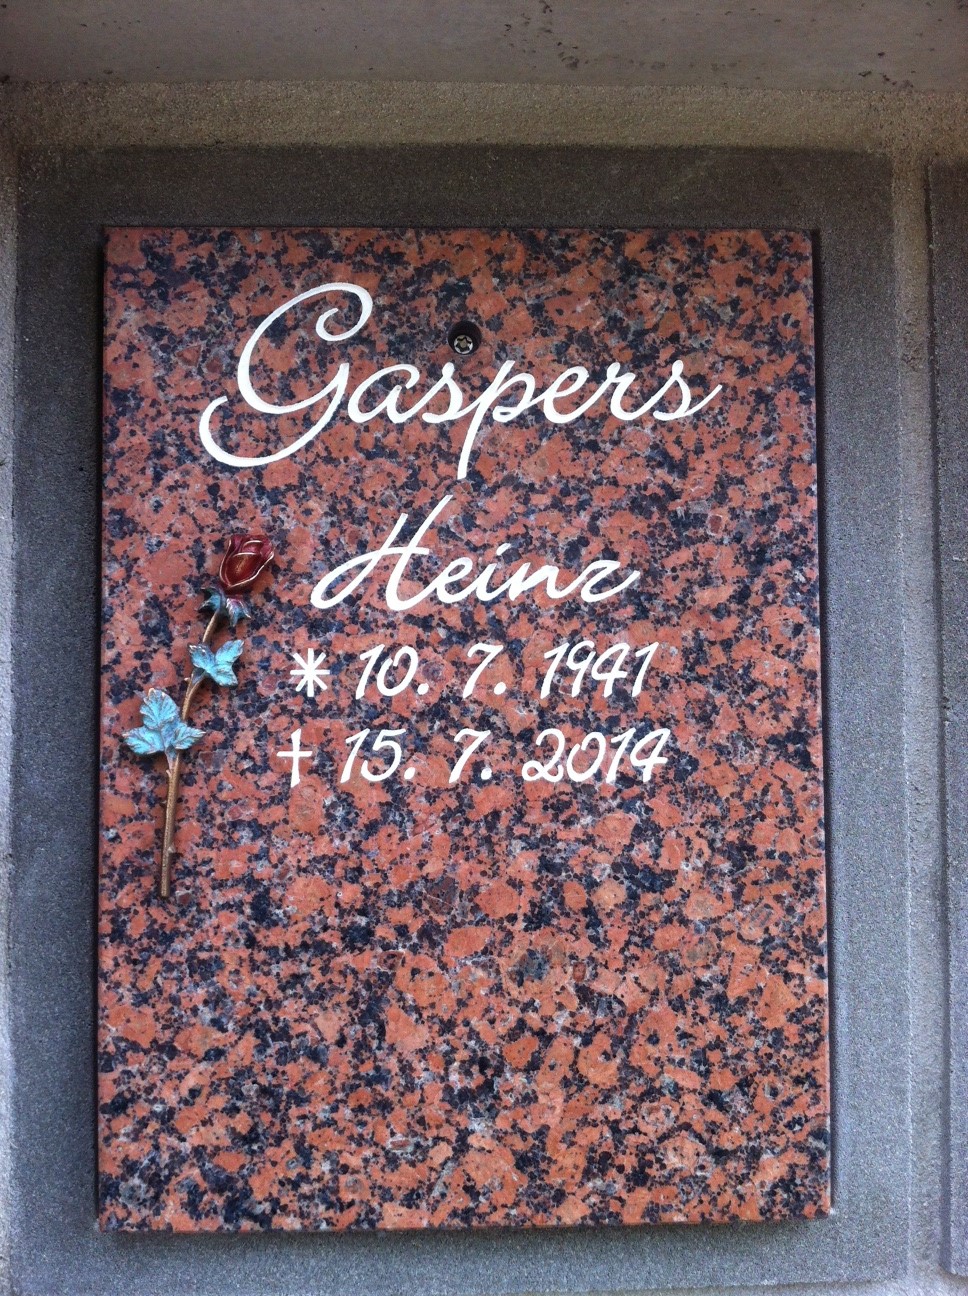 Gaspers
Heinz
* 10. 7. 1941
† 15. 7. 2014